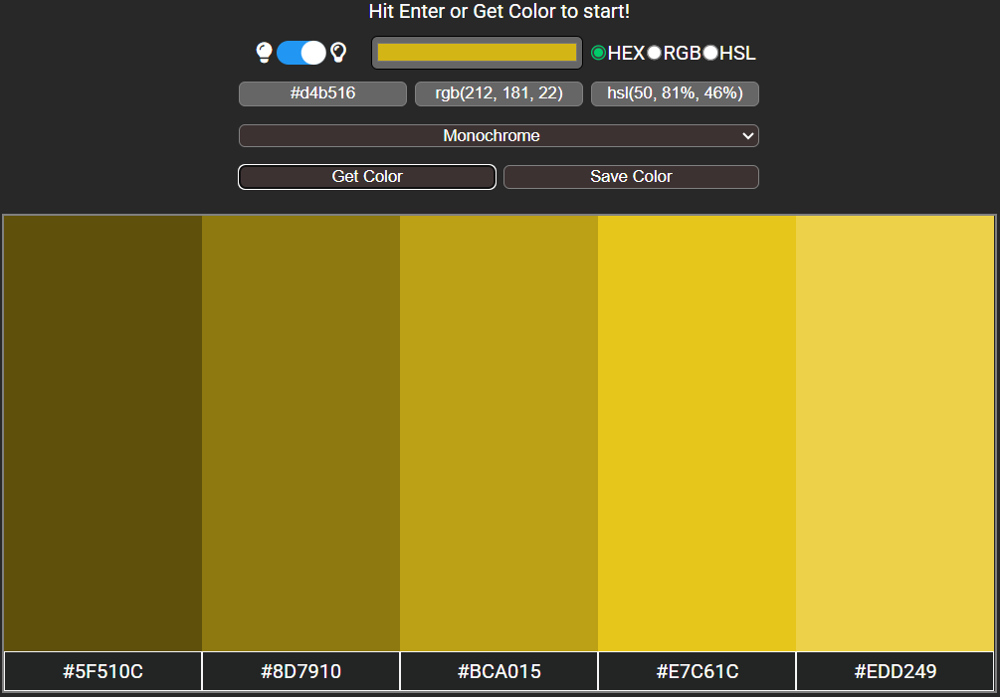 Hit Enter or Get Color to start!
HEX RGB HSL
#d4b516 rgb(212, 181, 22) hsl(50, 81%, 46%)
Monochrome
Get Color Save Color
#5F510C #8D7910 #BCA015 #E7C61C #EDD249